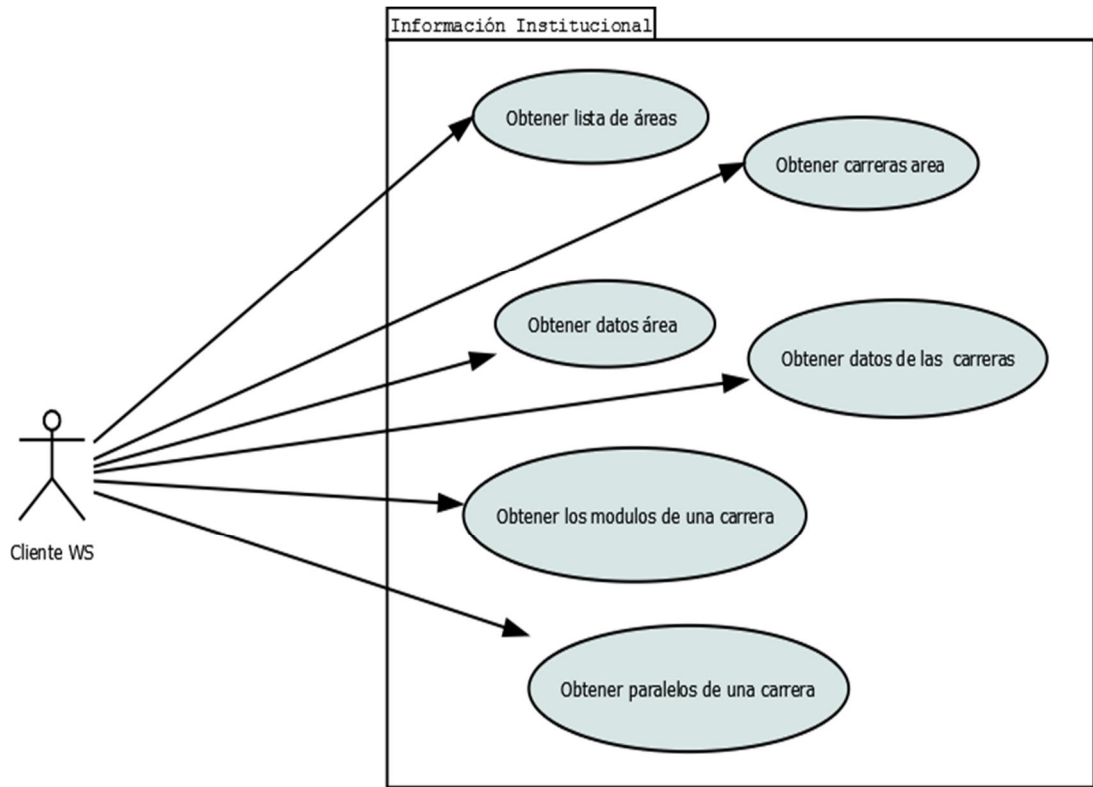 Información Institucional
Obtener lista de áreas
Obtener carreras area
Obtener datos área
Obtener datos de las carreras
Obtener los modulos de una carrera
Cliente WS
Obtener paralelos de una carrera